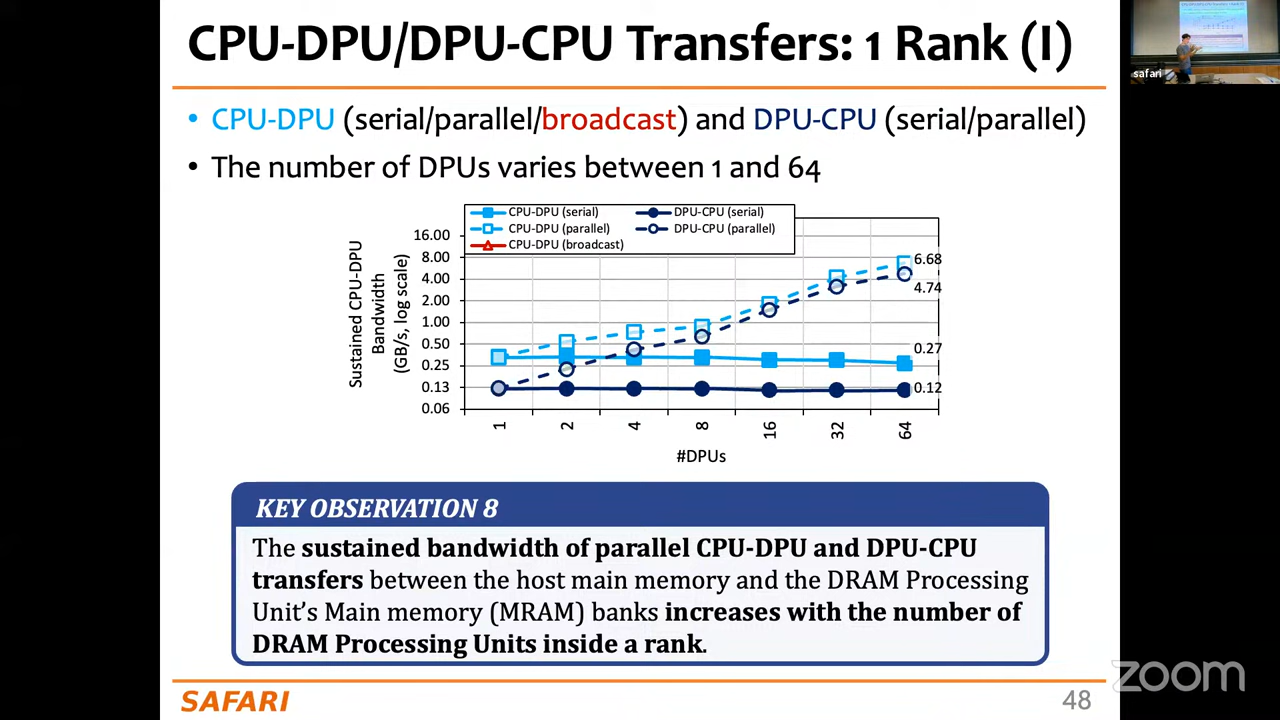 CPU-DPU/DPU-CPU Transfers: 1 Rank (I)
safari
• CPU-DPU (serial/parallel/broadcast) and DPU-CPU (serial/parallel)
• The number of DPUs varies between 1 and 64
CPU-DPU (serial)
DPU-CPU (serial)
CPU-DPU (parallel)
DPU-CPU (parallel)
CPU-DPU (broadcast)
Sustained CPU-DPU
Bandwidth
(GB/s, log scale)
16.00
8.00
4.00
2.00
1.00
0.50
0.25
0.13
0.06
6.68
4.74
0.27
0.12
1 2 4 8 16 32 64
#DPUs
KEY OBSERVATION 8
The sustained bandwidth of parallel CPU-DPU and DPU-CPU
transfers between the host main memory and the DRAM Processing
Unit's Main memory (MRAM) banks increases with the number of
DRAM Processing Units inside a rank.
SAFARI
48
zoom